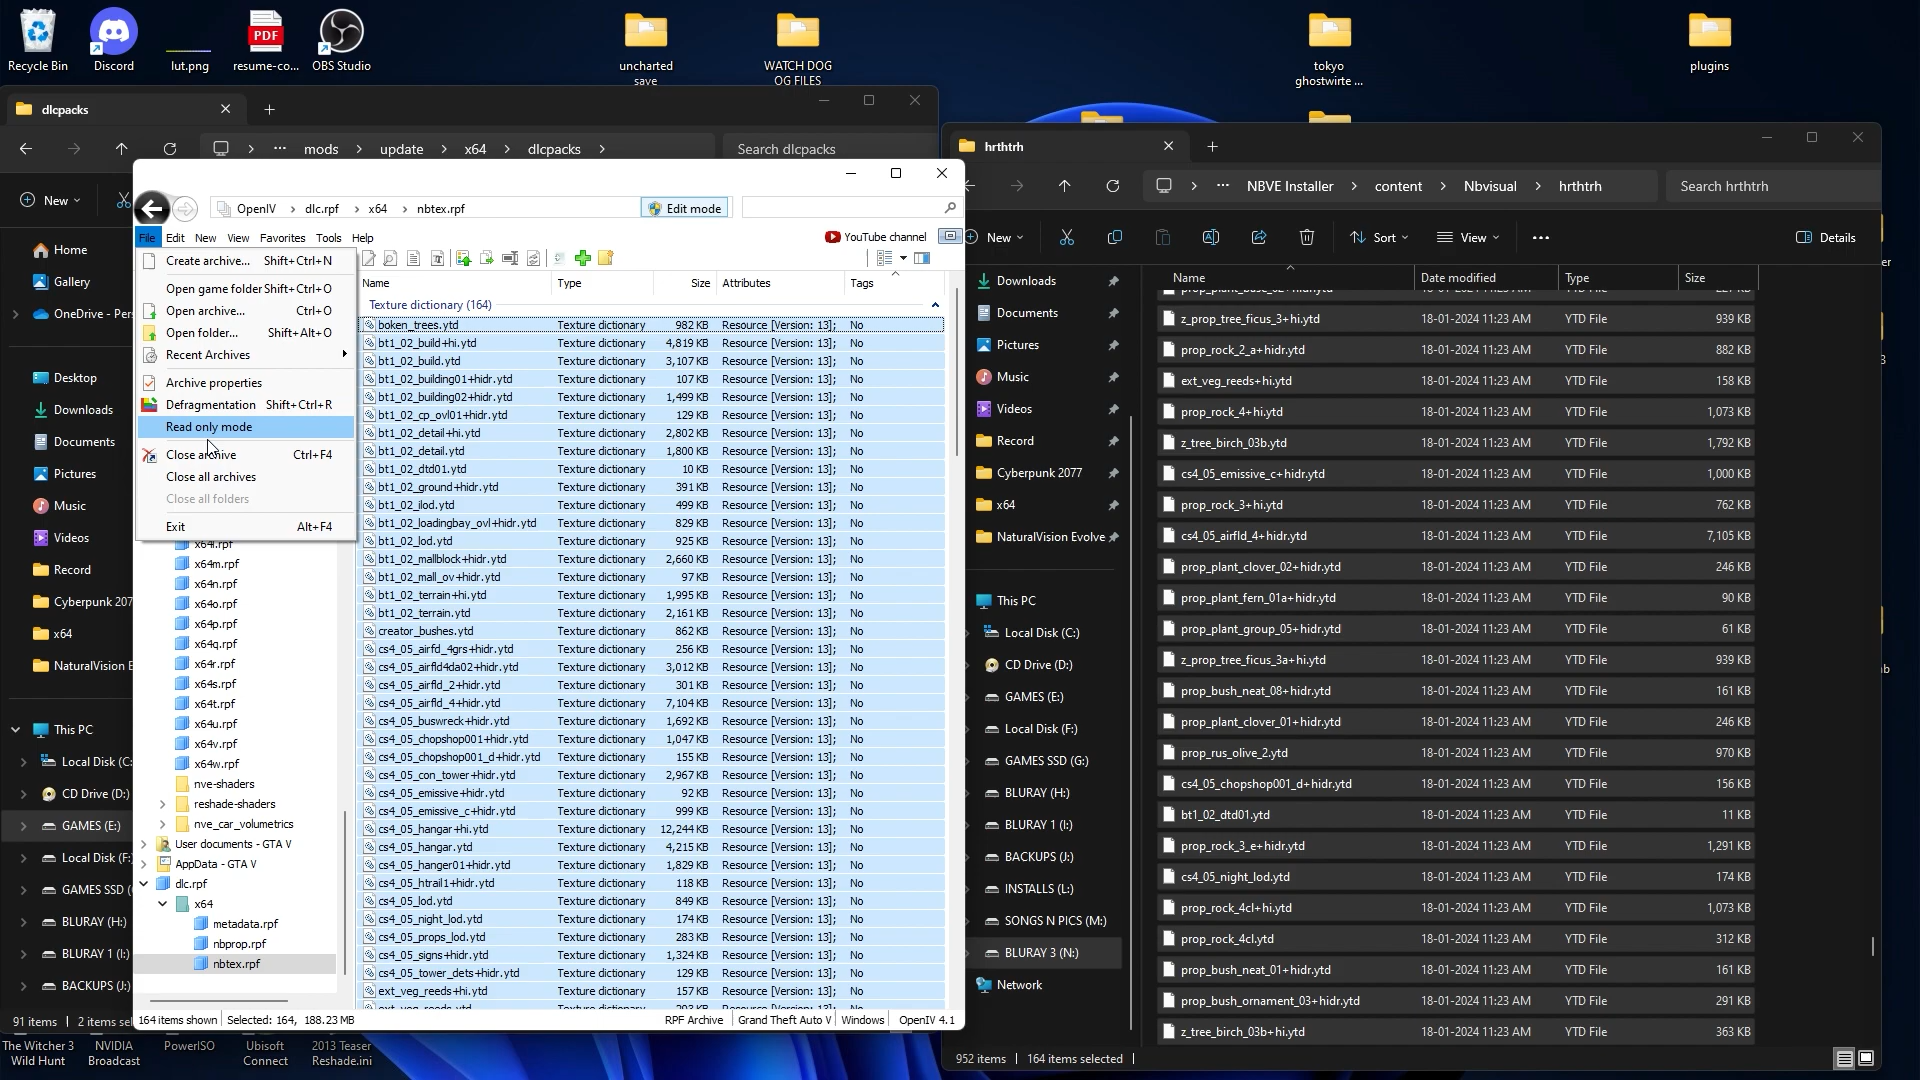 Recycle Bin
Discord
lut.png
PDF
resume-co...
OBS Studio
uncharted
save
WATCH DOG
OG FILES
tokyo
ghostwirte ...
plugins
dlcpacks
mods
update
x64
dlcpacks
Search dlcpacks
New
Home
Gallery
OneDrive - Pers
Desktop
Downloads
Documents
Pictures
Music
Videos
Record
Cyberpunk 207
x64
NaturalVision E
This PC
Local Disk (C:
CD Drive (D:)
GAMES (E:)
Local Disk (F:)
GAMES SSD (
BLURAY (H:)
BLURAY 1 (I:)
BACKUPS (J:)
91 items
2 items sel
The Witcher 3
Wild Hunt
NVIDIA
Broadcast
PowerISO
Ubisoft
Connect
2013 Teaser
Reshade.ini
OpenIV
dlc.rpf
x64
nbtex.rpf
Edit mode
File Edit New View Favorites Tools Help
YouTube channel
Create archive... Shift+Ctrl+N
Open game folder Shift+Ctrl+O
Open archive... Ctrl+O
Open folder... Shift+Alt+O
Recent Archives
Archive properties
Defragmentation Shift+Ctrl+R
Read only mode
Close archive Ctrl+F4
Close all archives
Close all folders
Exit Alt+F4
x64l.rpf
x64m.rpf
x64n.rpf
x64o.rpf
x64p.rpf
x64q.rpf
x64r.rpf
x64s.rpf
x64t.rpf
x64u.rpf
x64v.rpf
x64w.rpf
nve-shaders
reshade-shaders
nve_car_volumetrics
User documents - GTA V
AppData - GTA V
dlc.rpf
x64
metadata.rpf
nbprop.rpf
nbtex.rpf
Name Type Size Attributes Tags
Texture dictionary (164)
boken_trees.ytd Texture dictionary 982 KB Resource [Version: 13]; No
bt1_02_build+hi.ytd Texture dictionary 4,819 KB Resource [Version: 13]; No
bt1_02_build.ytd Texture dictionary 3,107 KB Resource [Version: 13]; No
bt1_02_building01+hidr.ytd Texture dictionary 107 KB Resource [Version: 13]; No
bt1_02_building02+hidr.ytd Texture dictionary 1,499 KB Resource [Version: 13]; No
bt1_02_cp_ovl01+hidr.ytd Texture dictionary 129 KB Resource [Version: 13]; No
bt1_02_detail+hi.ytd Texture dictionary 2,802 KB Resource [Version: 13]; No
bt1_02_detail.ytd Texture dictionary 1,800 KB Resource [Version: 13]; No
bt1_02_dtd01.ytd Texture dictionary 10 KB Resource [Version: 13]; No
bt1_02_ground+hidr.ytd Texture dictionary 391 KB Resource [Version: 13]; No
bt1_02_ilod.ytd Texture dictionary 499 KB Resource [Version: 13]; No
bt1_02_loadingbay_ovl+hidr.ytd Texture dictionary 829 KB Resource [Version: 13]; No
bt1_02_lod.ytd Texture dictionary 925 KB Resource [Version: 13]; No
bt1_02_mallblock+hidr.ytd Texture dictionary 2,660 KB Resource [Version: 13]; No
bt1_02_mall_ov+hidr.ytd Texture dictionary 97 KB Resource [Version: 13]; No
bt1_02_terrain+hi.ytd Texture dictionary 1,995 KB Resource [Version: 13]; No
bt1_02_terrain.ytd Texture dictionary 2,161 KB Resource [Version: 13]; No
creator_bushes.ytd Texture dictionary 862 KB Resource [Version: 13]; No
cs4_05_airfd_4grs+hidr.ytd Texture dictionary 256 KB Resource [Version: 13]; No
cs4_05_airfld4da02+hidr.ytd Texture dictionary 3,012 KB Resource [Version: 13]; No
cs4_05_airfld_2+hidr.ytd Texture dictionary 301 KB Resource [Version: 13]; No
cs4_05_airfld_4+hidr.ytd Texture dictionary 7,104 KB Resource [Version: 13]; No
cs4_05_buswreck+hidr.ytd Texture dictionary 1,692 KB Resource [Version: 13]; No
cs4_05_chopshop001+hidr.ytd Texture dictionary 1,047 KB Resource [Version: 13]; No
cs4_05_chopshop001_d+hidr.ytd Texture dictionary 155 KB Resource [Version: 13]; No
cs4_05_con_tower+hidr.ytd Texture dictionary 2,967 KB Resource [Version: 13]; No
cs4_05_emissive+hidr.ytd Texture dictionary 92 KB Resource [Version: 13]; No
cs4_05_emissive_c+hidr.ytd Texture dictionary 999 KB Resource [Version: 13]; No
cs4_05_hangar+hi.ytd Texture dictionary 12,244 KB Resource [Version: 13]; No
cs4_05_hangar.ytd Texture dictionary 4,215 KB Resource [Version: 13]; No
cs4_05_hanger01+hidr.ytd Texture dictionary 1,829 KB Resource [Version: 13]; No
cs4_05_htrail1+hidr.ytd Texture dictionary 118 KB Resource [Version: 13]; No
cs4_05_lod.ytd Texture dictionary 849 KB Resource [Version: 13]; No
cs4_05_night_lod.ytd Texture dictionary 174 KB Resource [Version: 13]; No
cs4_05_props_lod.ytd Texture dictionary 283 KB Resource [Version: 13]; No
cs4_05_signs+hidr.ytd Texture dictionary 1,324 KB Resource [Version: 13]; No
cs4_05_tower_dets+hidr.ytd Texture dictionary 129 KB Resource [Version: 13]; No
ext_veg_reeds+hi.ytd Texture dictionary 157 KB Resource [Version: 13]; No
164 items shown Selected: 164, 188.23 MB RPF Archive Grand Theft Auto V Windows OpenIV 4.1
hrthtrh
NBVE Installer
content
Nbvisual
hrthtrh
Search hrthtrh
New
Sort
View
Details
Downloads
Documents
Pictures
Music
Videos
Record
Cyberpunk 2077
x64
NaturalVision Evolve
This PC
Local Disk (C:)
CD Drive (D:)
GAMES (E:)
Local Disk (F:)
GAMES SSD (G:)
BLURAY (H:)
BLURAY 1 (I:)
BACKUPS (J:)
INSTALLS (L:)
SONGS N PICS (M:)
BLURAY 3 (N:)
Network
Name Date modified Type Size
z_prop_tree_ficus_3+hi.ytd 18-01-2024 11:23 AM YTD File 939 KB
prop_rock_2_a+hidr.ytd 18-01-2024 11:23 AM YTD File 882 KB
ext_veg_reeds+hi.ytd 18-01-2024 11:23 AM YTD File 158 KB
prop_rock_4+hi.ytd 18-01-2024 11:23 AM YTD File 1,073 KB
z_tree_birch_03b.ytd 18-01-2024 11:23 AM YTD File 1,792 KB
cs4_05_emissive_c+hidr.ytd 18-01-2024 11:23 AM YTD File 1,000 KB
prop_rock_3+hi.ytd 18-01-2024 11:23 AM YTD File 762 KB
cs4_05_airfld_4+hidr.ytd 18-01-2024 11:23 AM YTD File 7,105 KB
prop_plant_clover_02+hidr.ytd 18-01-2024 11:23 AM YTD File 246 KB
prop_plant_fern_01a+hidr.ytd 18-01-2024 11:23 AM YTD File 90 KB
prop_plant_group_05+hidr.ytd 18-01-2024 11:23 AM YTD File 61 KB
z_prop_tree_ficus_3a+hi.ytd 18-01-2024 11:23 AM YTD File 939 KB
prop_bush_neat_08+hidr.ytd 18-01-2024 11:23 AM YTD File 161 KB
prop_plant_clover_01+hidr.ytd 18-01-2024 11:23 AM YTD File 246 KB
prop_rus_olive_2.ytd 18-01-2024 11:23 AM YTD File 970 KB
cs4_05_chopshop001_d+hidr.ytd 18-01-2024 11:23 AM YTD File 156 KB
bt1_02_dtd01.ytd 18-01-2024 11:23 AM YTD File 11 KB
prop_rock_3_e+hidr.ytd 18-01-2024 11:23 AM YTD File 1,291 KB
cs4_05_night_lod.ytd 18-01-2024 11:23 AM YTD File 174 KB
prop_rock_4cl+hi.ytd 18-01-2024 11:23 AM YTD File 1,073 KB
prop_rock_4cl.ytd 18-01-2024 11:23 AM YTD File 312 KB
prop_bush_neat_01+hidr.ytd 18-01-2024 11:23 AM YTD File 161 KB
prop_bush_ornament_03+hidr.ytd 18-01-2024 11:23 AM YTD File 291 KB
z_tree_birch_03b+hi.ytd 18-01-2024 11:23 AM YTD File 363 KB
952 items
164 items selected